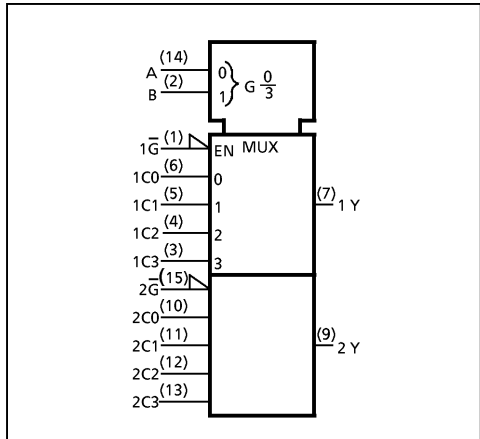 A (14) 0 } G 0/3
B (2) 1
1G̅ (1) EN MUX
1C0 (6) 0
1C1 (5) 1 (7) 1 Y
1C2 (4) 2
1C3 (3) 3
2G̅ (15)
2C0 (10)
2C1 (11) (9) 2 Y
2C2 (12)
2C3 (13)